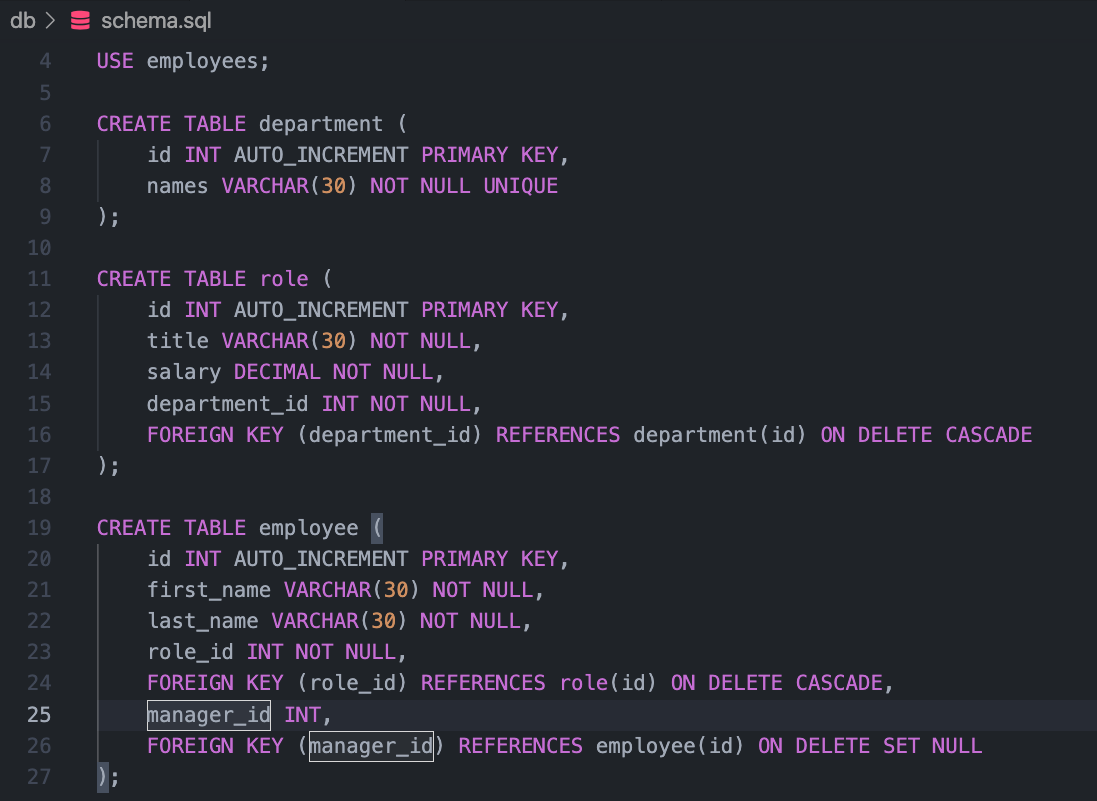 db > schema.sql
4 USE employees;
5
6 CREATE TABLE department (
7 id INT AUTO_INCREMENT PRIMARY KEY,
8 names VARCHAR(30) NOT NULL UNIQUE
9 );
10
11 CREATE TABLE role (
12 id INT AUTO_INCREMENT PRIMARY KEY,
13 title VARCHAR(30) NOT NULL,
14 salary DECIMAL NOT NULL,
15 department_id INT NOT NULL,
16 FOREIGN KEY (department_id) REFERENCES department(id) ON DELETE CASCADE
17 );
18
19 CREATE TABLE employee (
20 id INT AUTO_INCREMENT PRIMARY KEY,
21 first_name VARCHAR(30) NOT NULL,
22 last_name VARCHAR(30) NOT NULL,
23 role_id INT NOT NULL,
24 FOREIGN KEY (role_id) REFERENCES role(id) ON DELETE CASCADE,
25 manager_id INT,
26 FOREIGN KEY (manager_id) REFERENCES employee(id) ON DELETE SET NULL
27 );